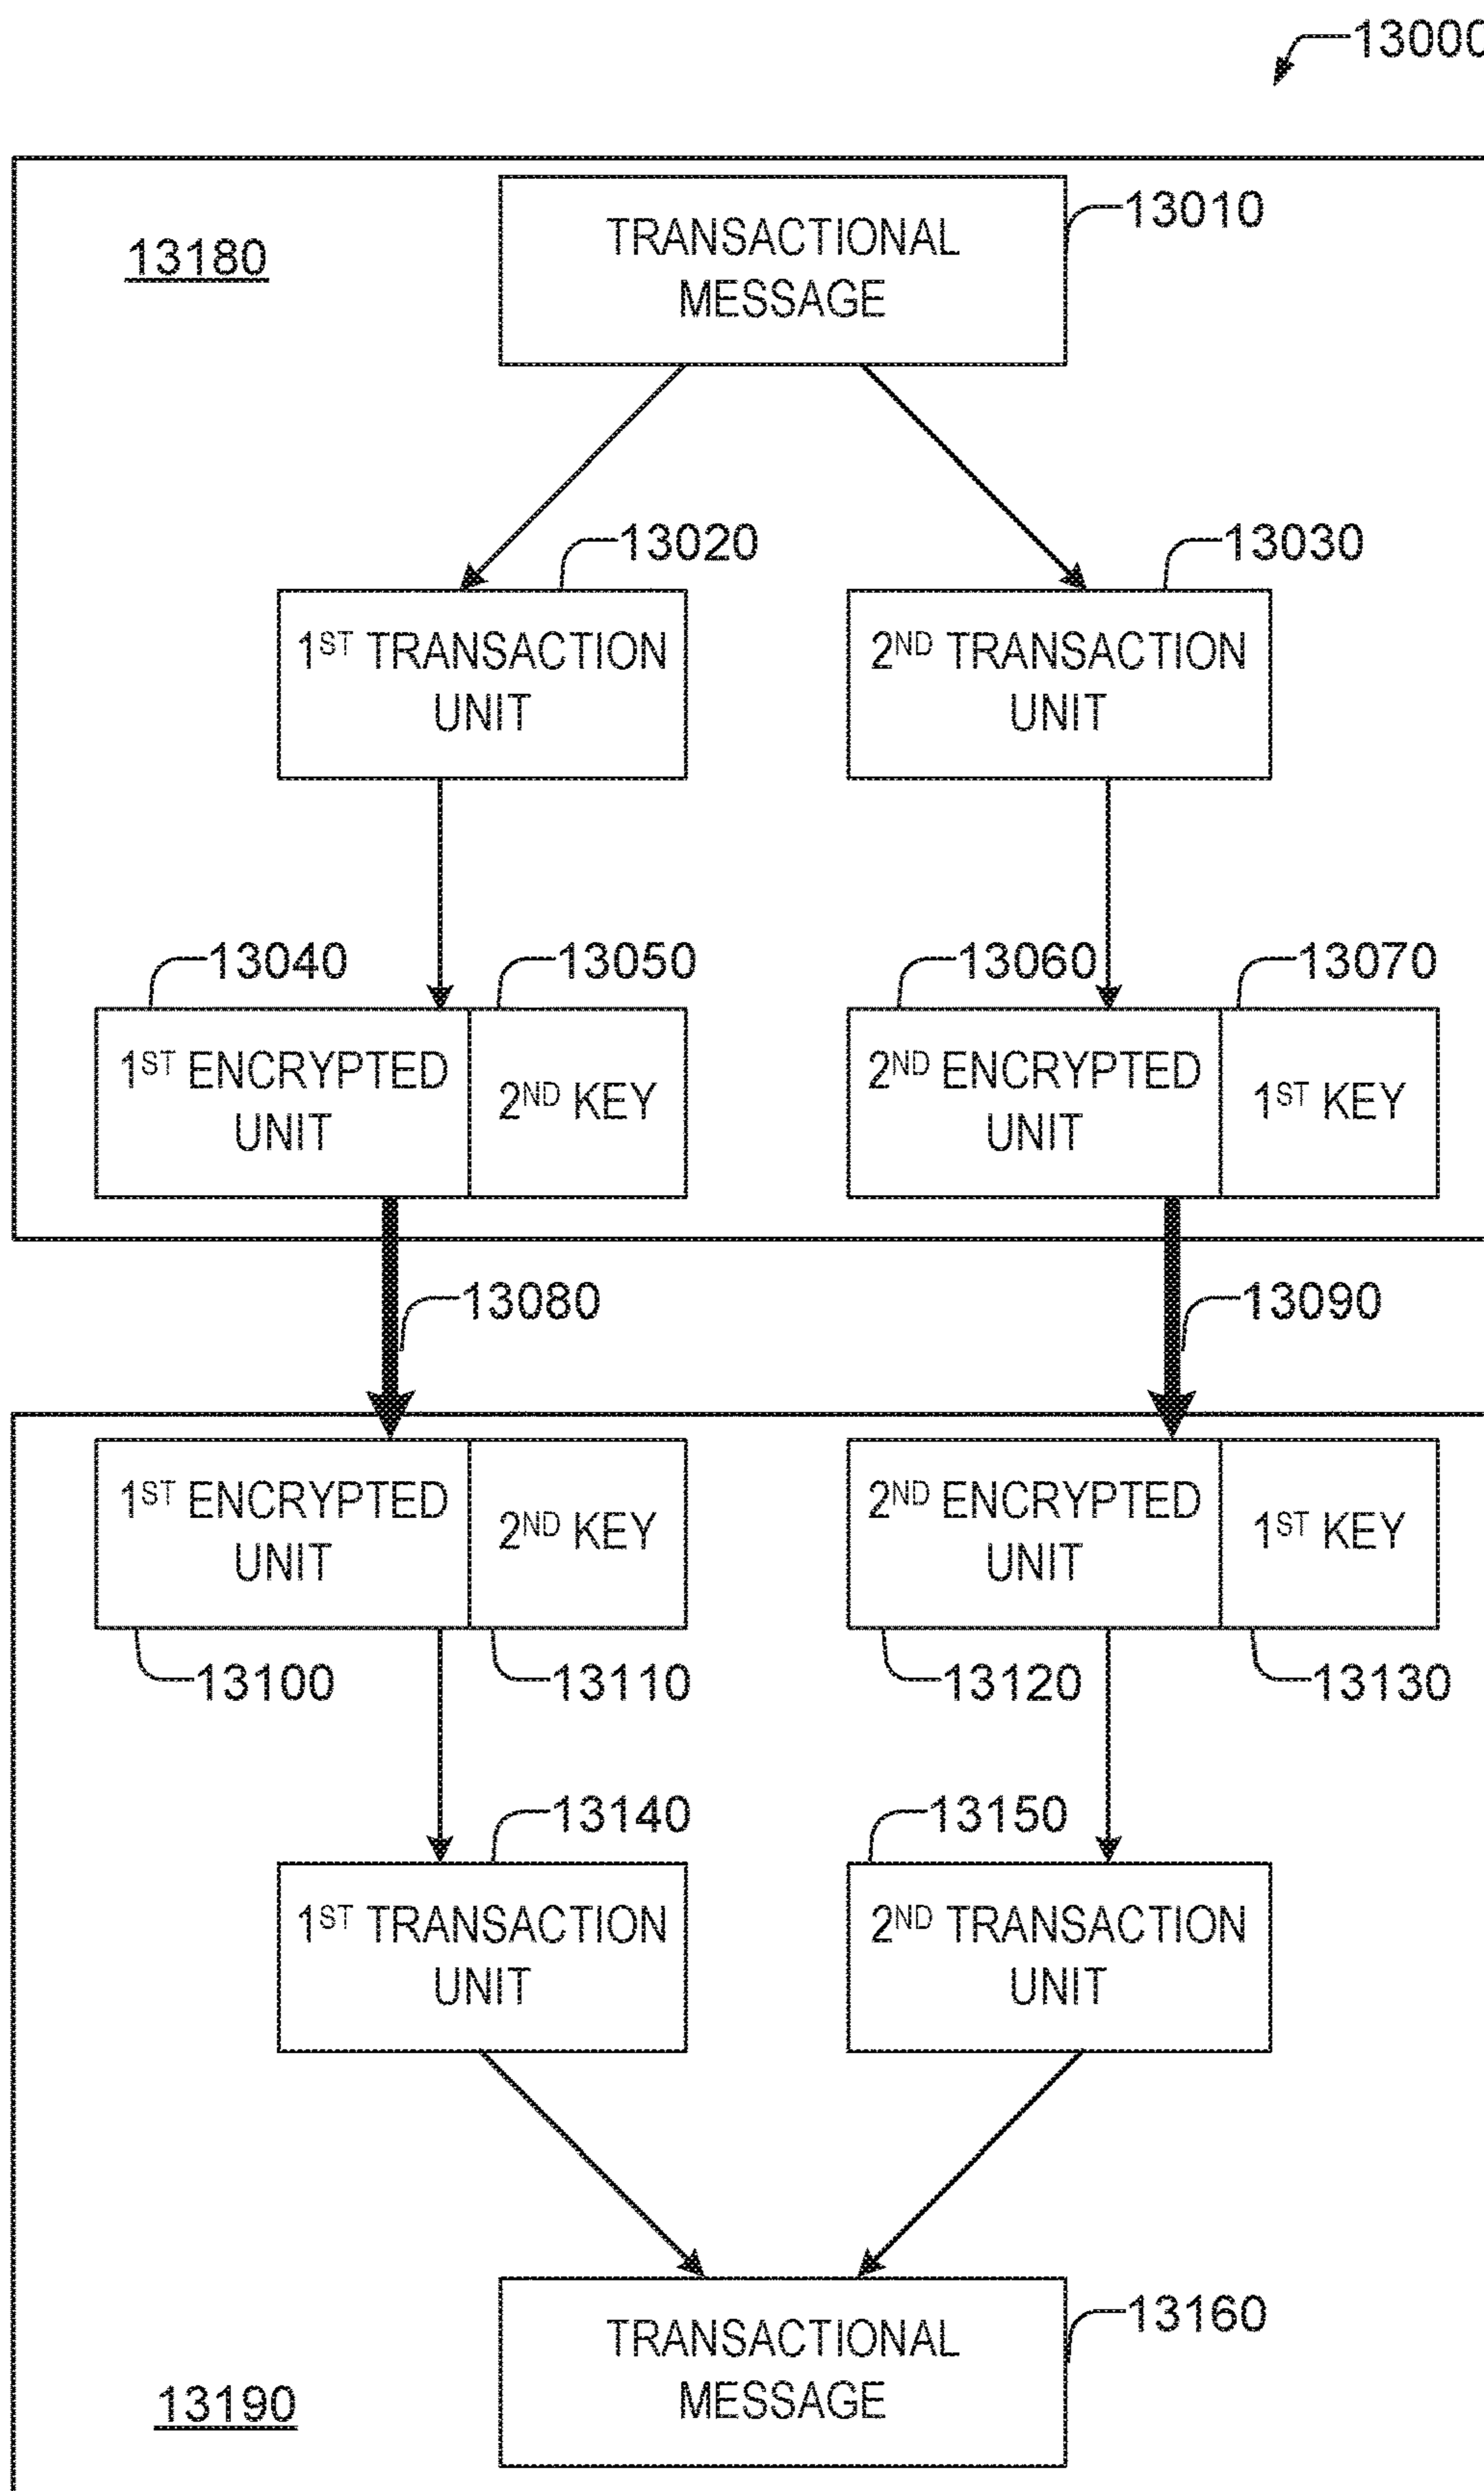 13000
13180
TRANSACTIONAL
MESSAGE
13010
13020
13030
1ST TRANSACTION
UNIT
2ND TRANSACTION
UNIT
13040
13050
13060
13070
1ST ENCRYPTED
UNIT
2ND KEY
2ND ENCRYPTED
UNIT
1ST KEY
13080
13090
1ST ENCRYPTED
UNIT
2ND KEY
2ND ENCRYPTED
UNIT
1ST KEY
13100
13110
13120
13130
13140
13150
1ST TRANSACTION
UNIT
2ND TRANSACTION
UNIT
TRANSACTIONAL
MESSAGE
13160
13190